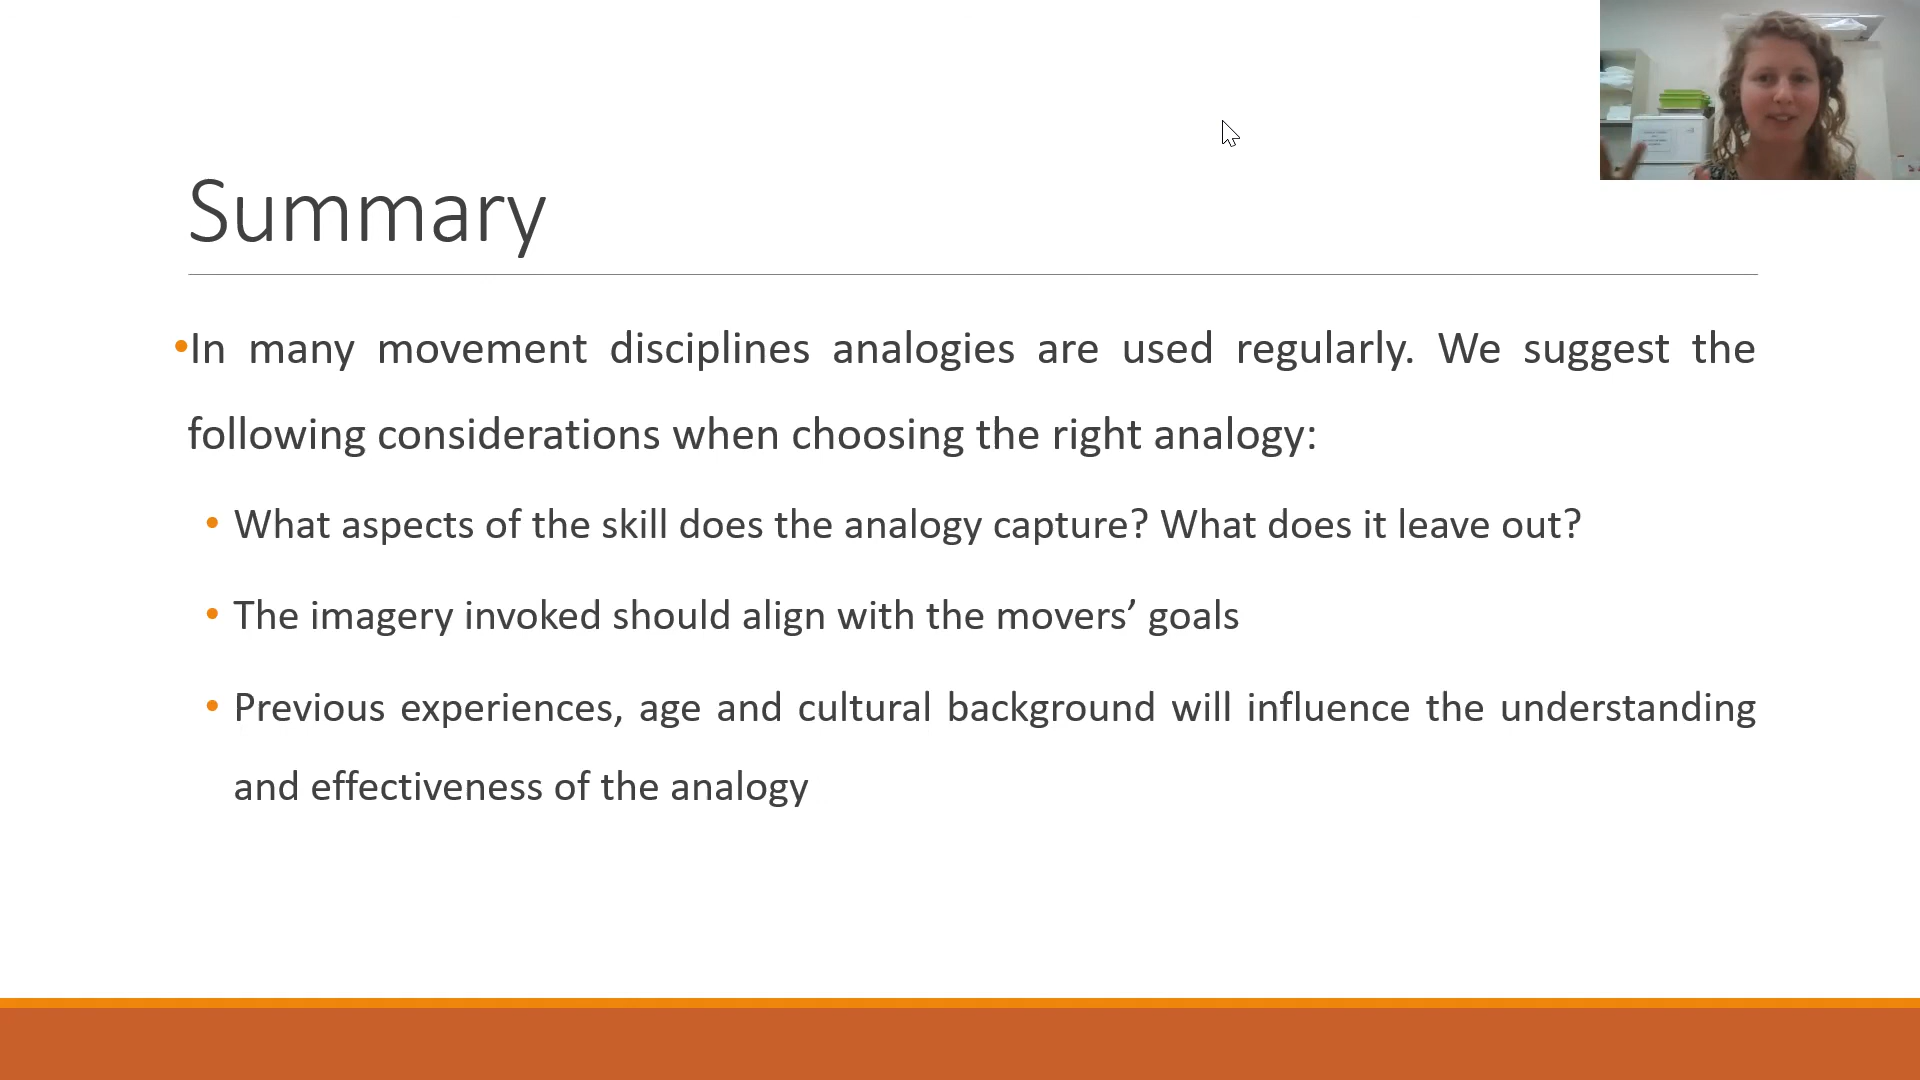 Summary
•In many movement disciplines analogies are used regularly. We suggest the
following considerations when choosing the right analogy:
• What aspects of the skill does the analogy capture? What does it leave out?
• The imagery invoked should align with the movers’ goals
• Previous experiences, age and cultural background will influence the understanding
and effectiveness of the analogy